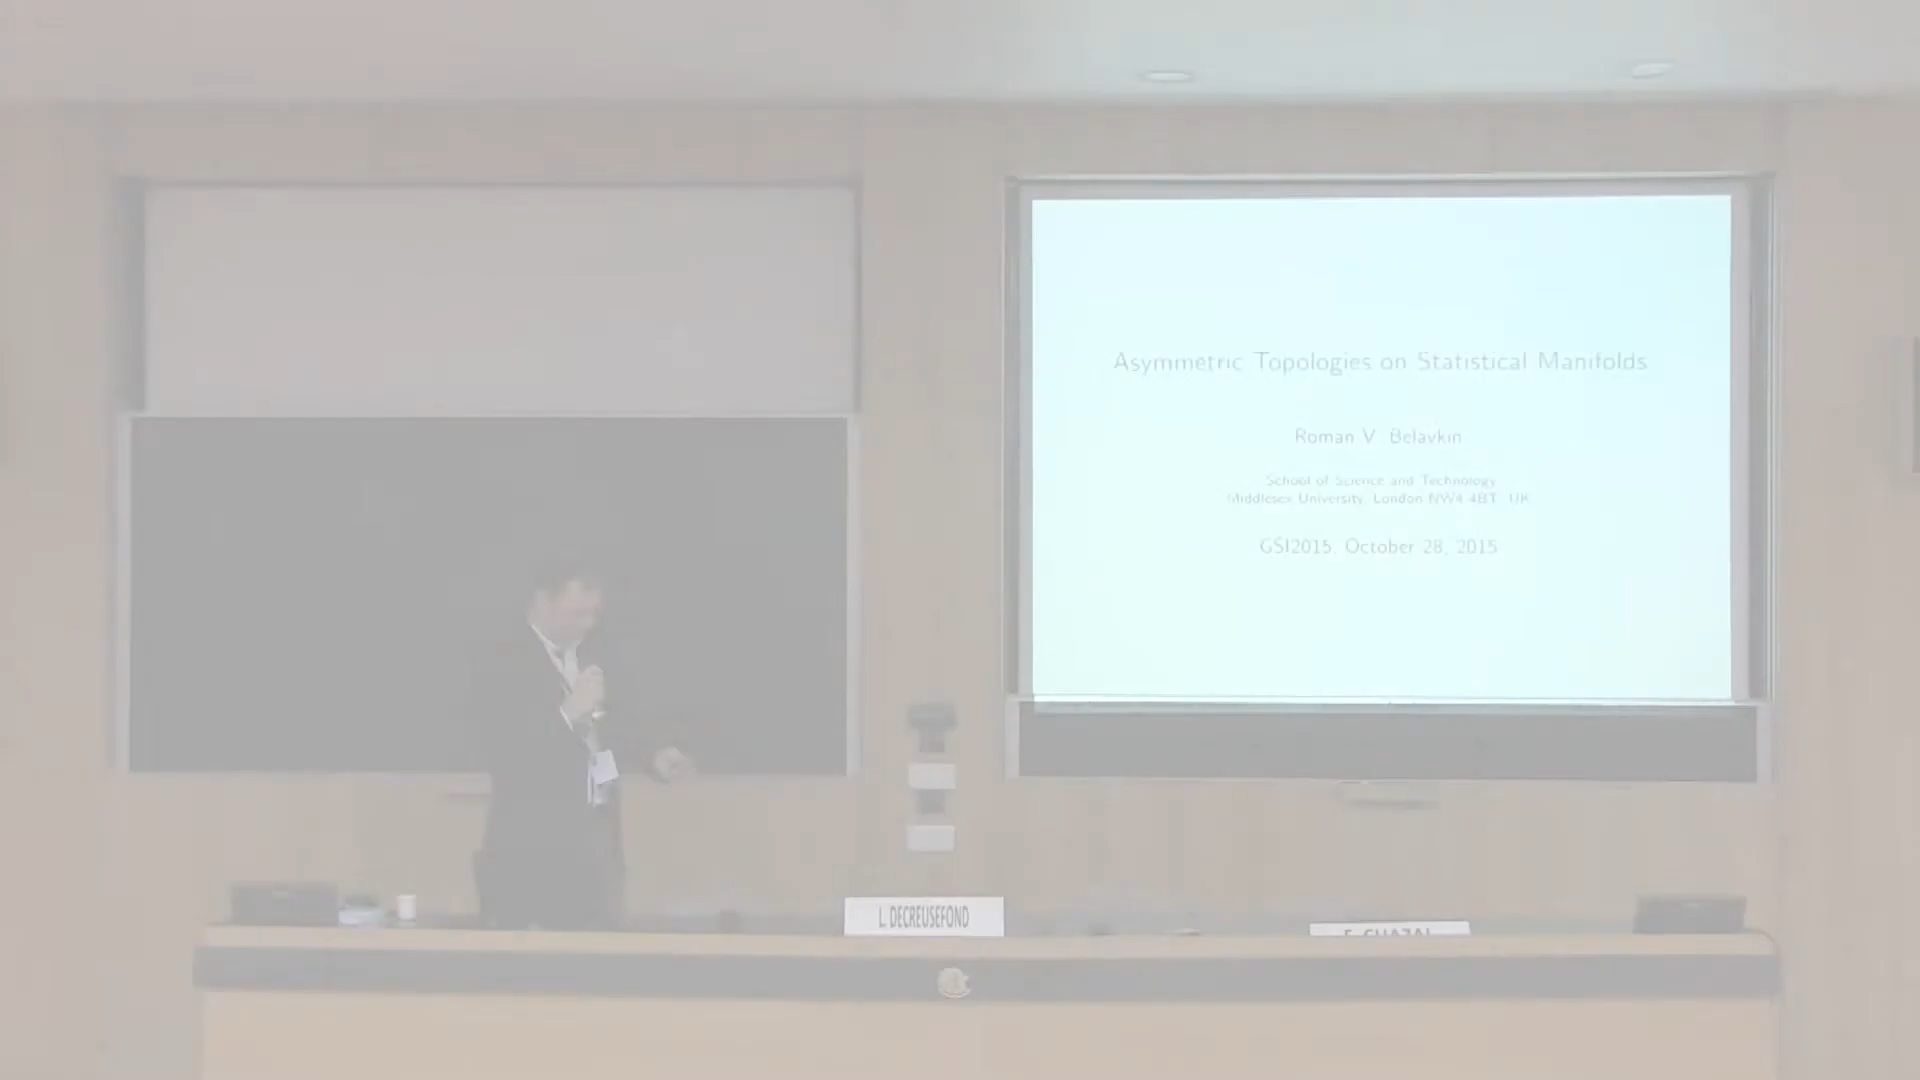 Asymmetric Topologies on Statistical Manifolds
Roman V. Belavkin
School of Science and Technology
Middlesex University, London NW4 4BT, UK
GSI2015, October 28, 2015
L. DECREUSEFOND